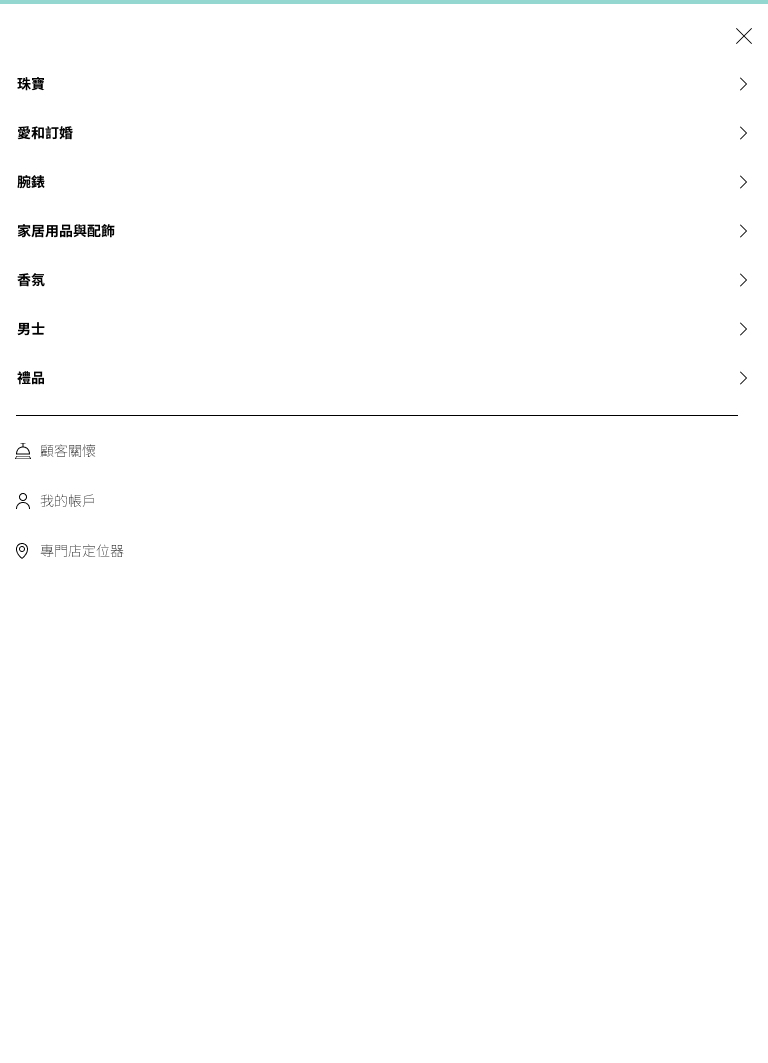 珠寶
愛和訂婚
腕錶
家居用品與配飾
香氛
男士
禮品
顧客關懷
我的帳戶
專門店定位器